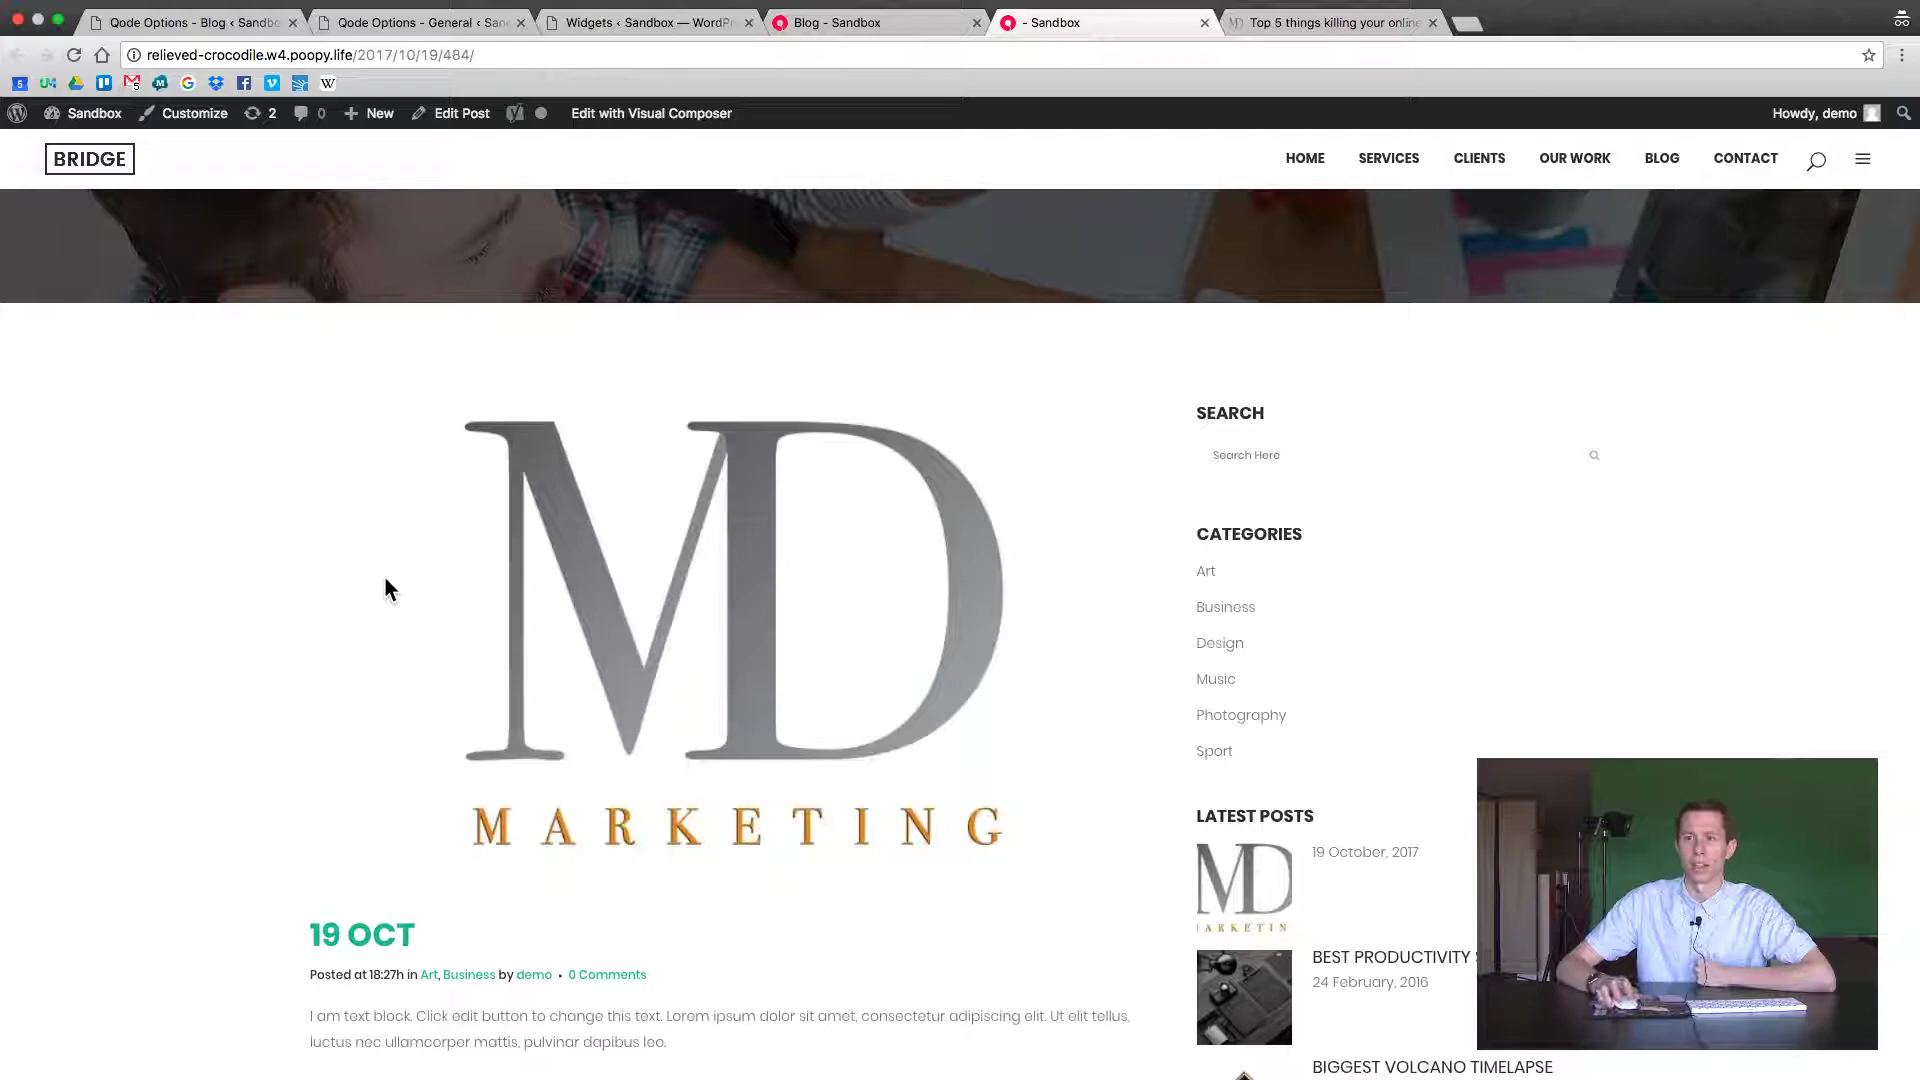 Qode Options - Blog ‹ Sandbo
Qode Options - General ‹ San
Widgets ‹ Sandbox — WordPr
Blog - Sandbox
- Sandbox
Top 5 things killing your online
relieved-crocodile.w4.poopy.life/2017/10/19/484/
Sandbox
Customize
2
0
New
Edit Post
Edit with Visual Composer
Howdy, demo
BRIDGE
HOME
SERVICES
CLIENTS
OUR WORK
BLOG
CONTACT
MD
MARKETING
19 OCT
Posted at 18:27h in Art, Business by demo • 0 Comments
I am text block. Click edit button to change this text. Lorem ipsum dolor sit amet, consectetur adipiscing elit. Ut elit tellus,
luctus nec ullamcorper mattis, pulvinar dapibus leo.
SEARCH
Search Here
CATEGORIES
Art
Business
Design
Music
Photography
Sport
LATEST POSTS
MD
MARKETIN
19 October, 2017
BEST PRODUCTIVITY
24 February, 2016
BIGGEST VOLCANO TIMELAPSE